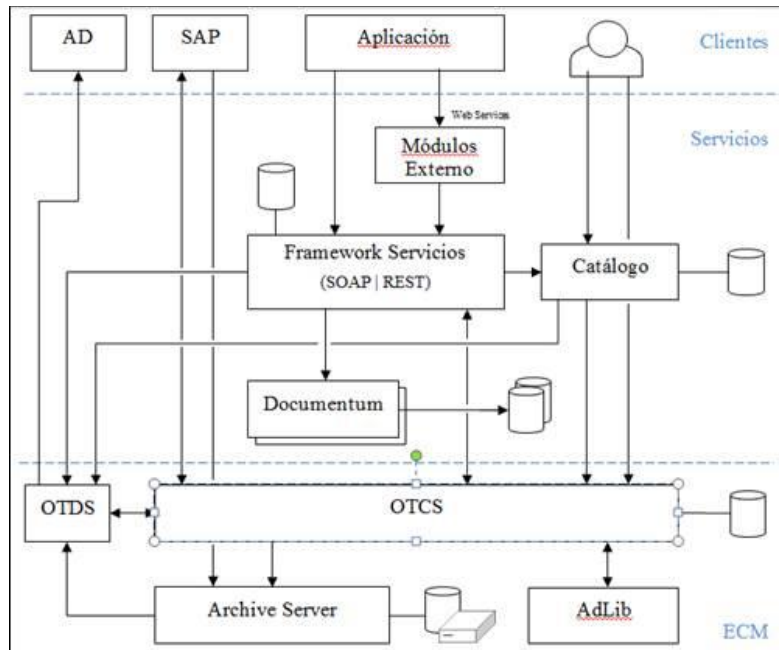 AD
SAP
Aplicación
Clientes
Web Services
Servicios
Módulos
Externo
Framework Servicios
(SOAP | REST)
Catálogo
Documentum
OTDS
OTCS
Archive Server
AdLib
ECM